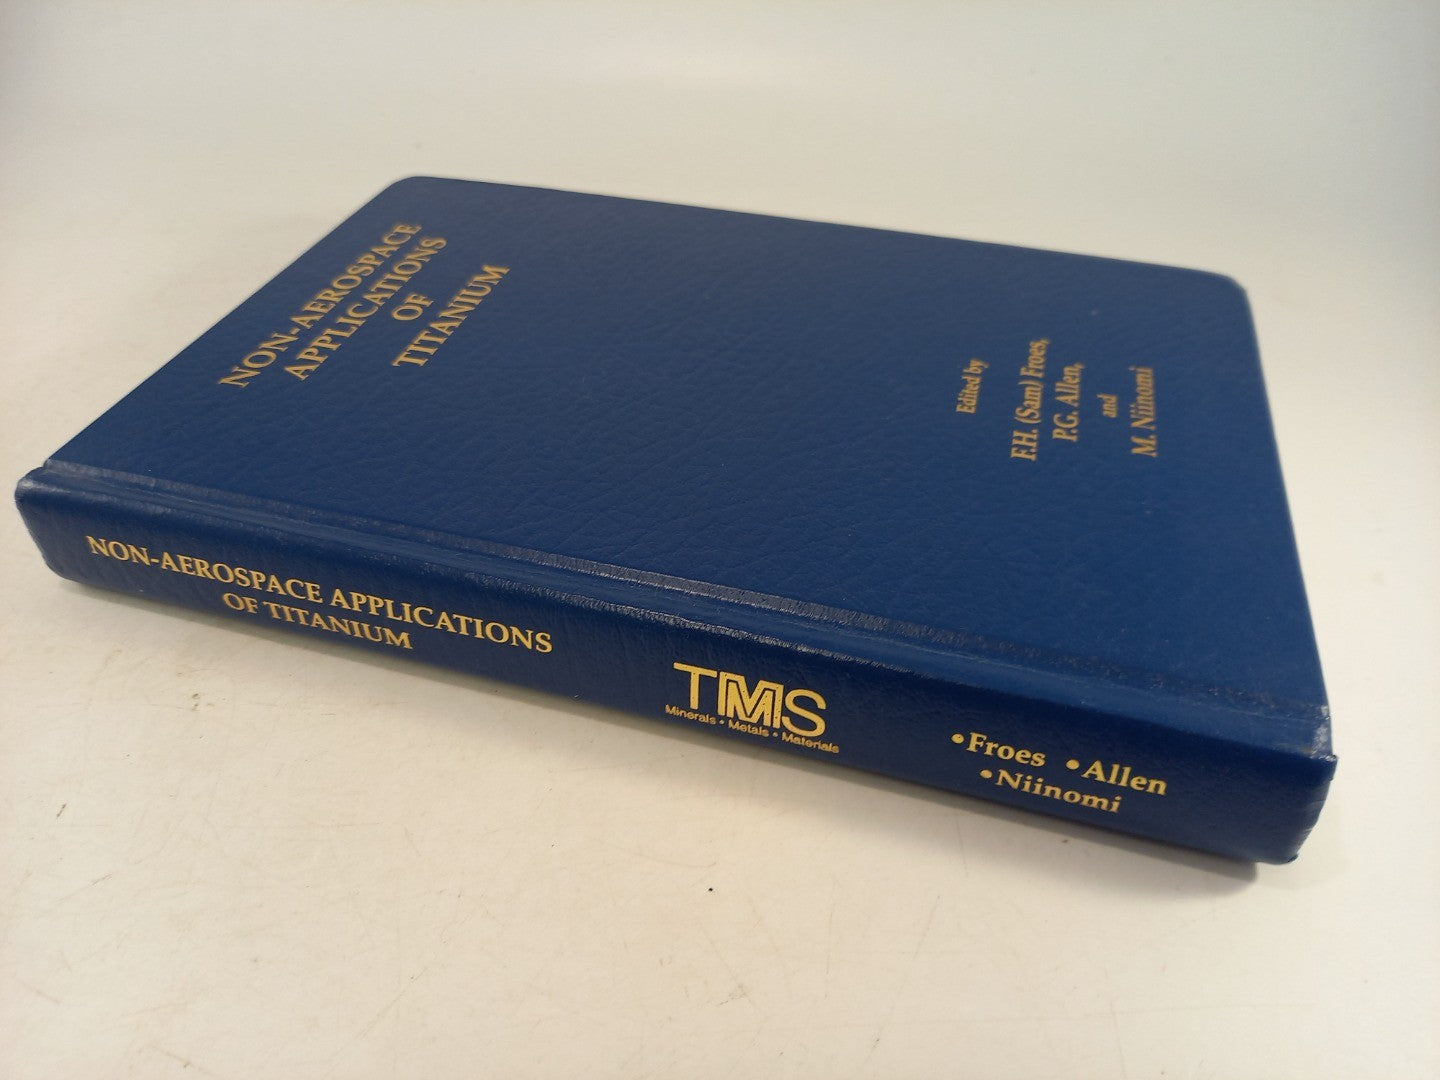 NON-AEROSPACE
APPLICATIONS
OF
TITANIUM
Edited by
F.H. (Sam) Froes,
P.G. Allen,
and
M. Niinomi
NON-AEROSPACE APPLICATIONS
OF TITANIUM
TMS
Minerals • Metals • Materials
•Froes •Allen
•Niinomi